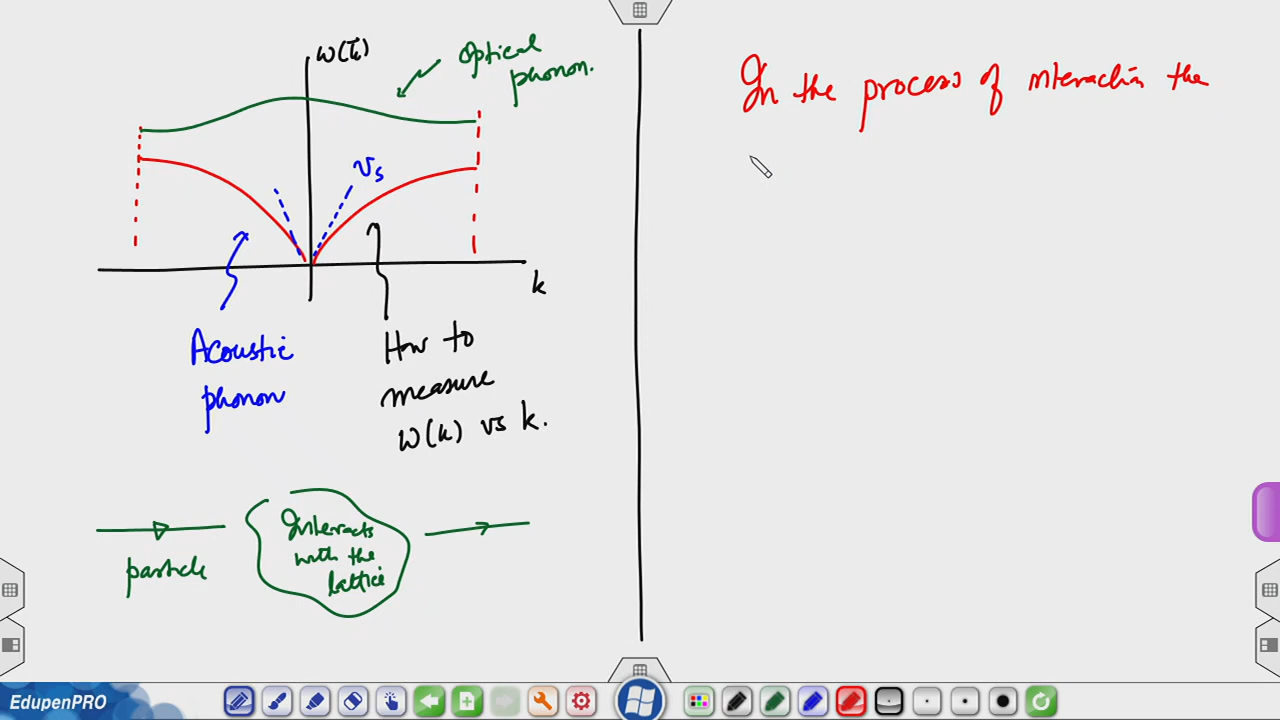 ω(k)
Optical
phonon.
vs
k
Acoustic
phonon
How to
measure
ω(k) vs k.
particle
Interacts
with the
lattice
In the process of interaction the
EdupenPRO